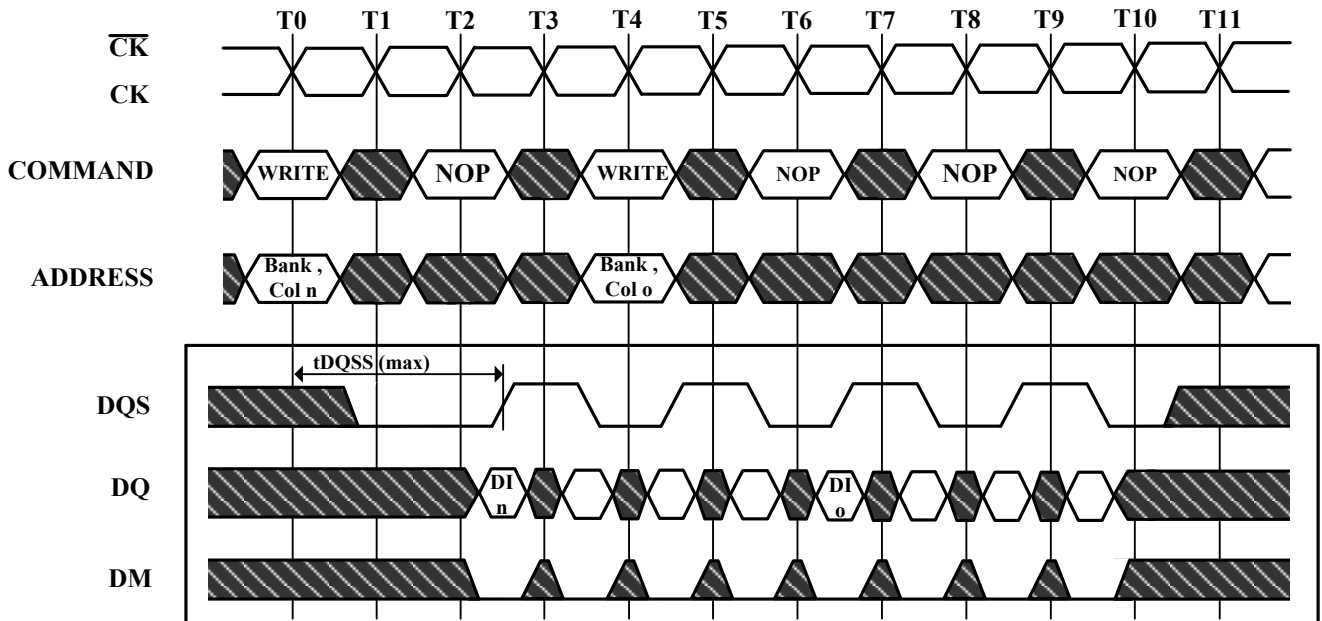 T0 T1 T2 T3 T4 T5 T6 T7 T8 T9 T10 T11
CK
CK
COMMAND WRITE NOP WRITE NOP NOP NOP
ADDRESS Bank , Bank ,
Col n Col o
tDQSS (max)
DQS
DQ DI DI
n o
DM